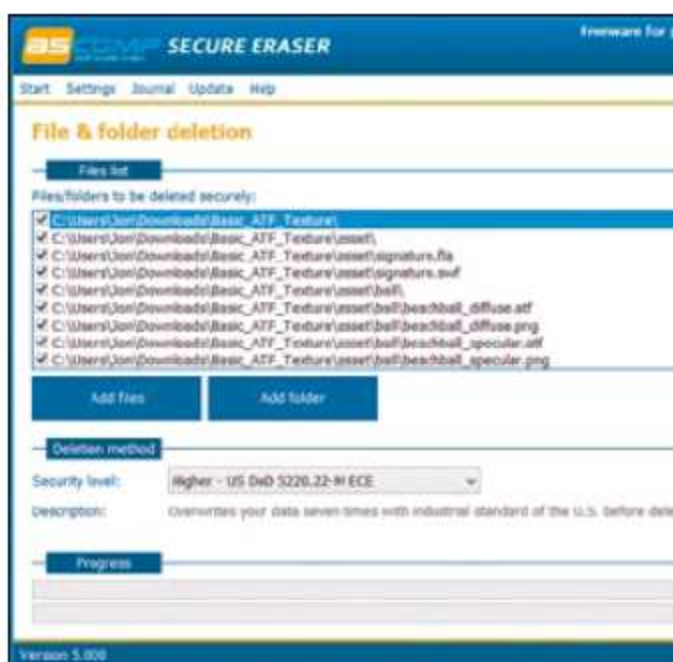 ascomp SECURE ERASER
freeware for
Start Settings Journal Update Help
File & folder deletion
Files list
Files/folders to be deleted securely:
C:\Users\Jon\Downloads\Basic_ATF_Texture\
C:\Users\Jon\Downloads\Basic_ATF_Texture\asset\
C:\Users\Jon\Downloads\Basic_ATF_Texture\asset\signature.fla
C:\Users\Jon\Downloads\Basic_ATF_Texture\asset\signature.swf
C:\Users\Jon\Downloads\Basic_ATF_Texture\asset\ball\
C:\Users\Jon\Downloads\Basic_ATF_Texture\asset\ball\beachball_diffuse.atf
C:\Users\Jon\Downloads\Basic_ATF_Texture\asset\ball\beachball_diffuse.png
C:\Users\Jon\Downloads\Basic_ATF_Texture\asset\ball\beachball_specular.atf
C:\Users\Jon\Downloads\Basic_ATF_Texture\asset\ball\beachball_specular.png
Add files Add folder
Deletion method
Security level: Higher - US DoD 5220.22-M ECE
Description: Overwrites your data seven times with industrial standard of the U.S. before dele
Progress
Version 5.000